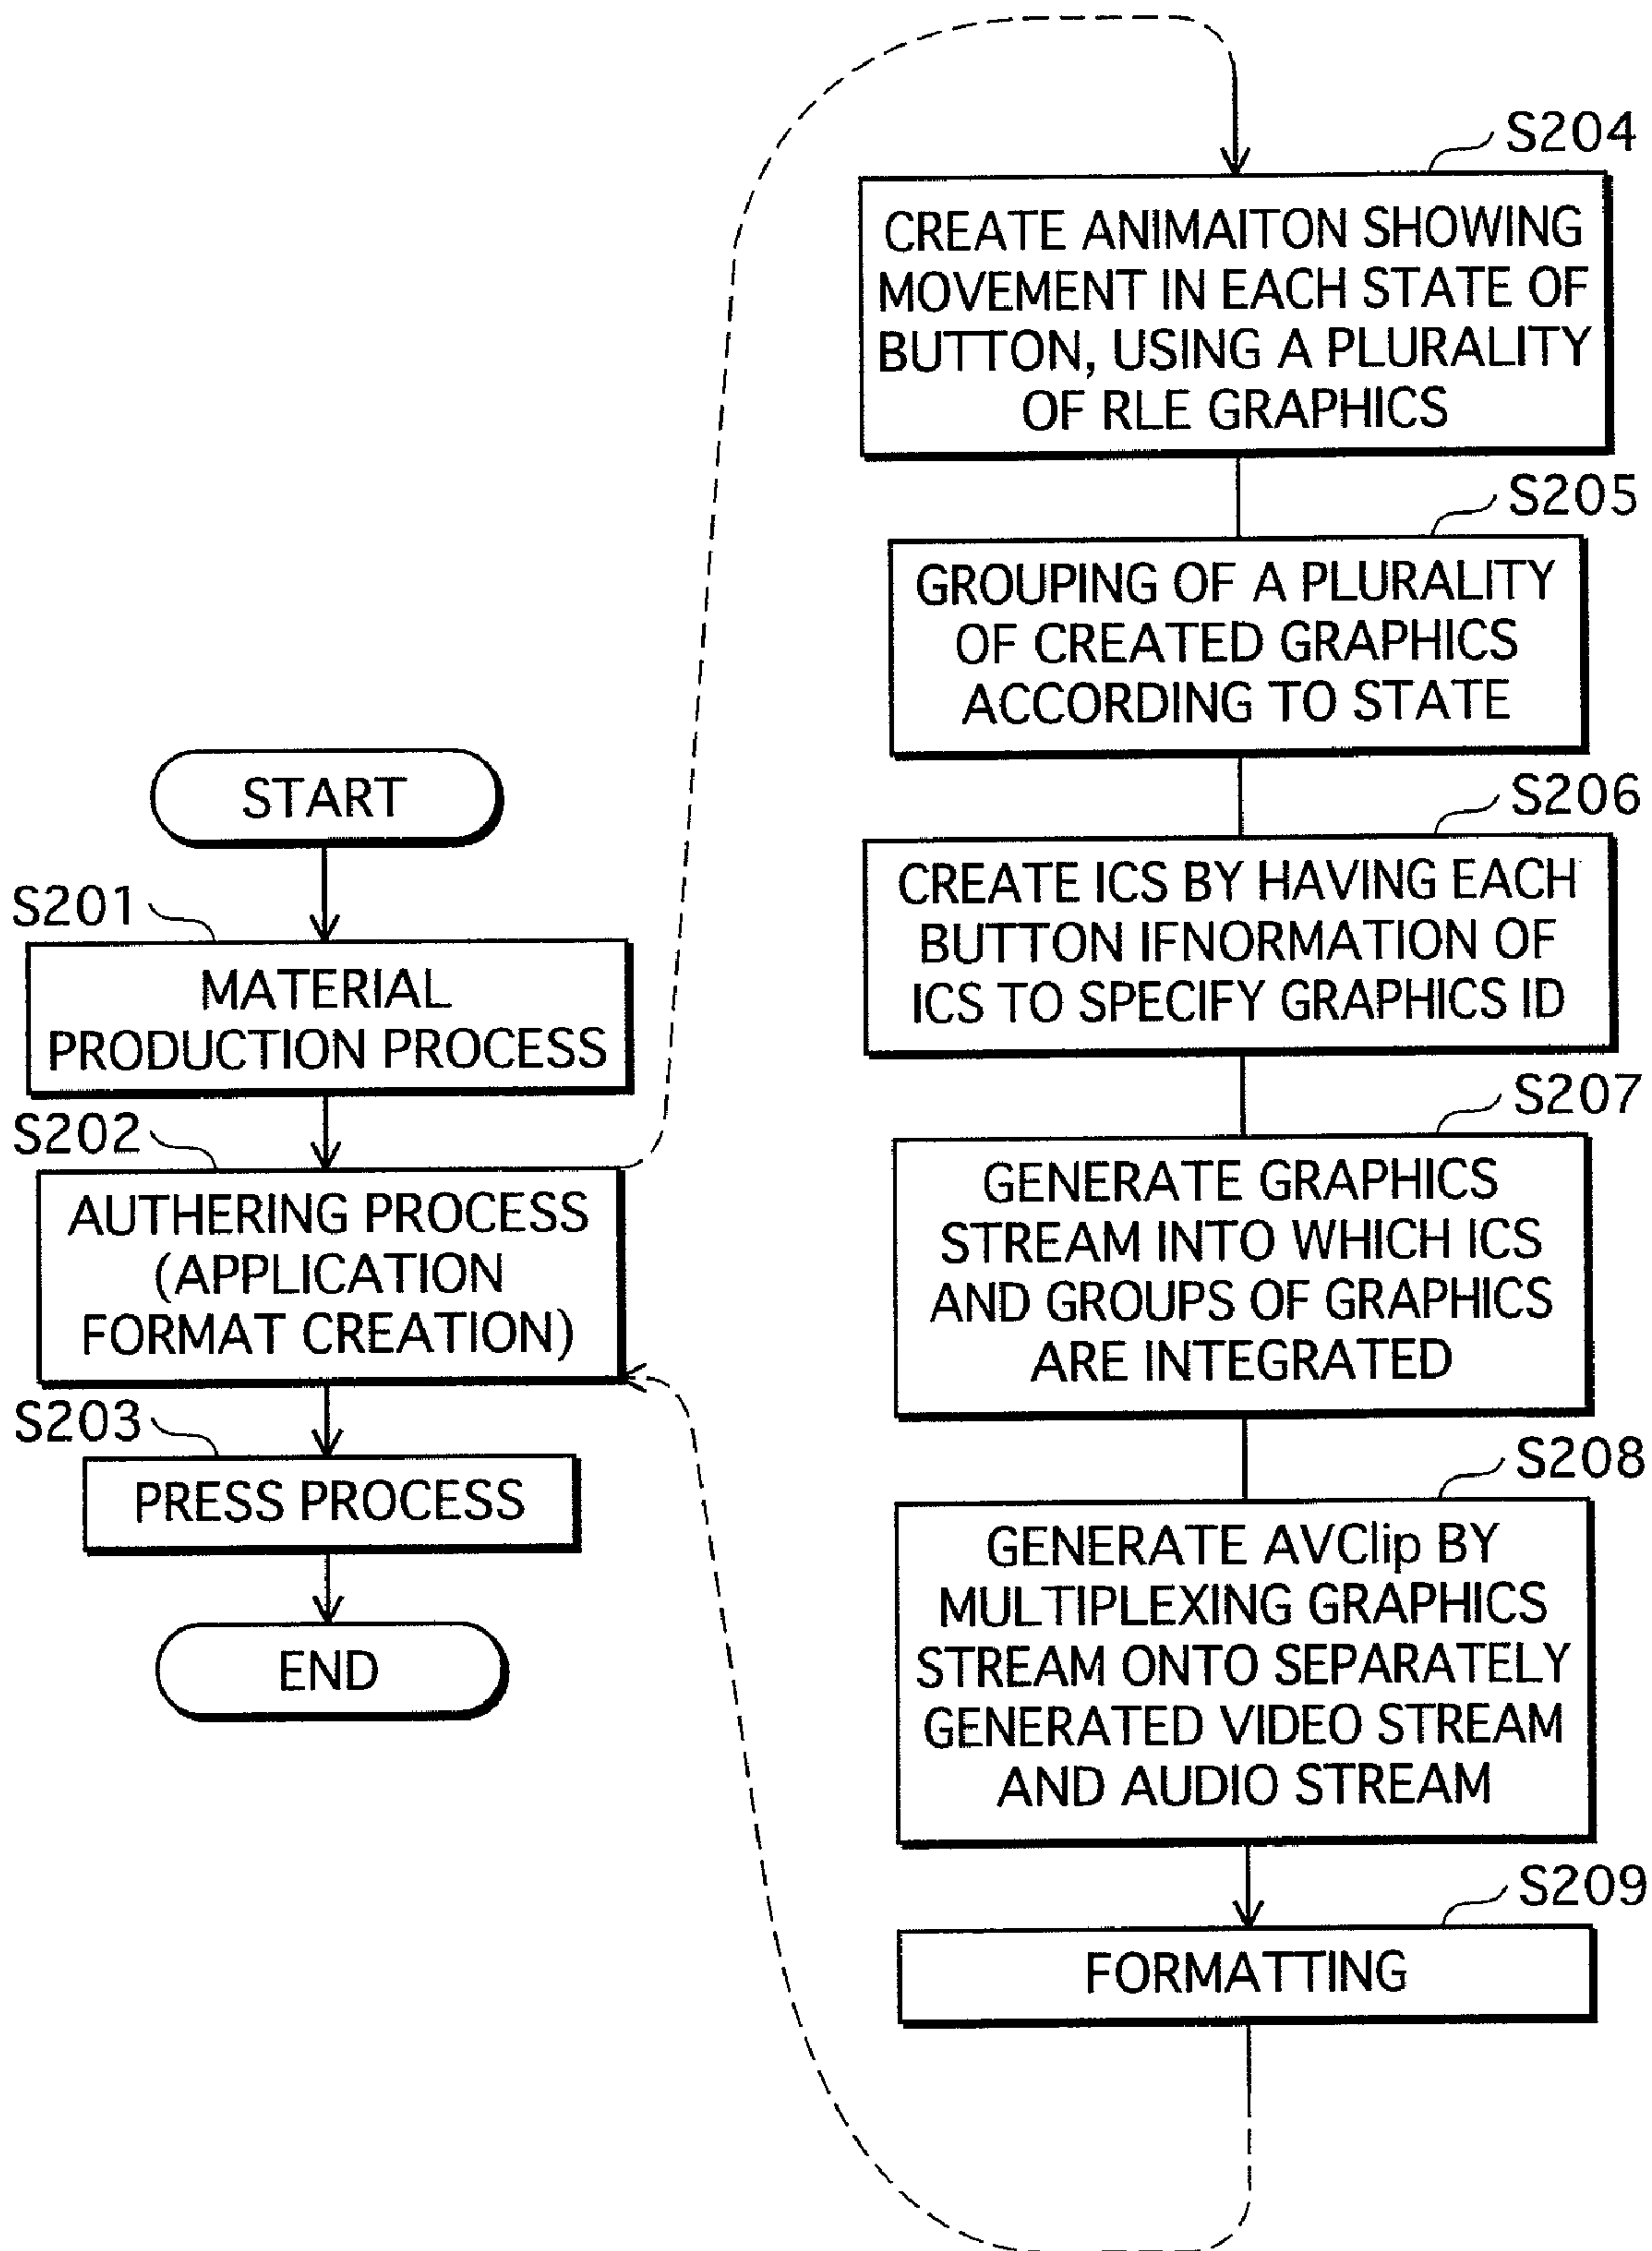 START
S201
MATERIAL
PRODUCTION PROCESS
S202
AUTHERING PROCESS
(APPLICATION
FORMAT CREATION)
S203
PRESS PROCESS
END
S204
CREATE ANIMAITON SHOWING
MOVEMENT IN EACH STATE OF
BUTTON, USING A PLURALITY
OF RLE GRAPHICS
S205
GROUPING OF A PLURALITY
OF CREATED GRAPHICS
ACCORDING TO STATE
S206
CREATE ICS BY HAVING EACH
BUTTON IFNORMATION OF
ICS TO SPECIFY GRAPHICS ID
S207
GENERATE GRAPHICS
STREAM INTO WHICH ICS
AND GROUPS OF GRAPHICS
ARE INTEGRATED
S208
GENERATE AVClip BY
MULTIPLEXING GRAPHICS
STREAM ONTO SEPARATELY
GENERATED VIDEO STREAM
AND AUDIO STREAM
S209
FORMATTING